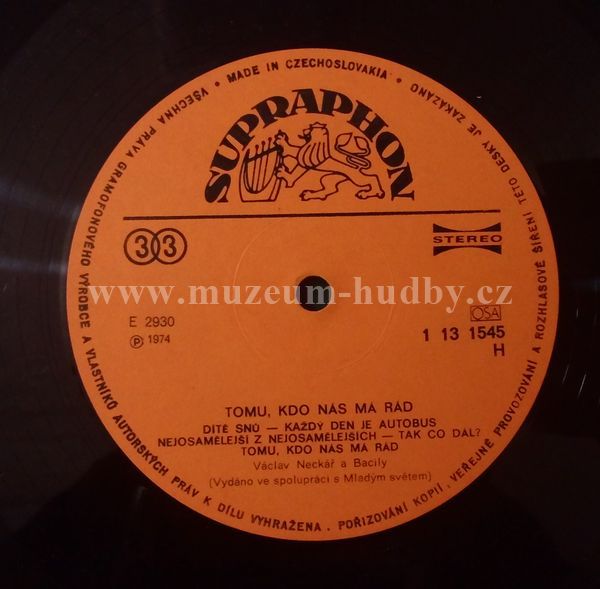 VŠECHNA PRÁVA GRAMOFONOVÉHO VÝROBCE A VLASTNÍKŮ AUTORSKÝCH PRÁV K DÍLU VYHRAŽENA. POŘIZOVÁNÍ KOPIÍ, VEŘEJNÉ PROVOZOVÁNÍ A ROZHLASOVÉ ŠÍŘENÍ TÉTO DESKY JE ZAKÁZÁNO
• MADE IN CZECHOSLOVAKIA •
SUPRAPHON
33
STEREO
www.muzeum-hudby.cz
E 2930
OSA
Ⓟ 1974
1 13 1545
H
TOMU, KDO NÁS MÁ RÁD
DÍTĚ SNŮ — KAŽDÝ DEN JE AUTOBUS
NEJOSAMĚLEJŠÍ Z NEJOSAMĚLEJŠÍCH — TAK CO DÁL?
TOMU, KDO NÁS MÁ RÁD
Václav Neckář a Bacily
(Vydáno ve spolupráci s Mladým světem)